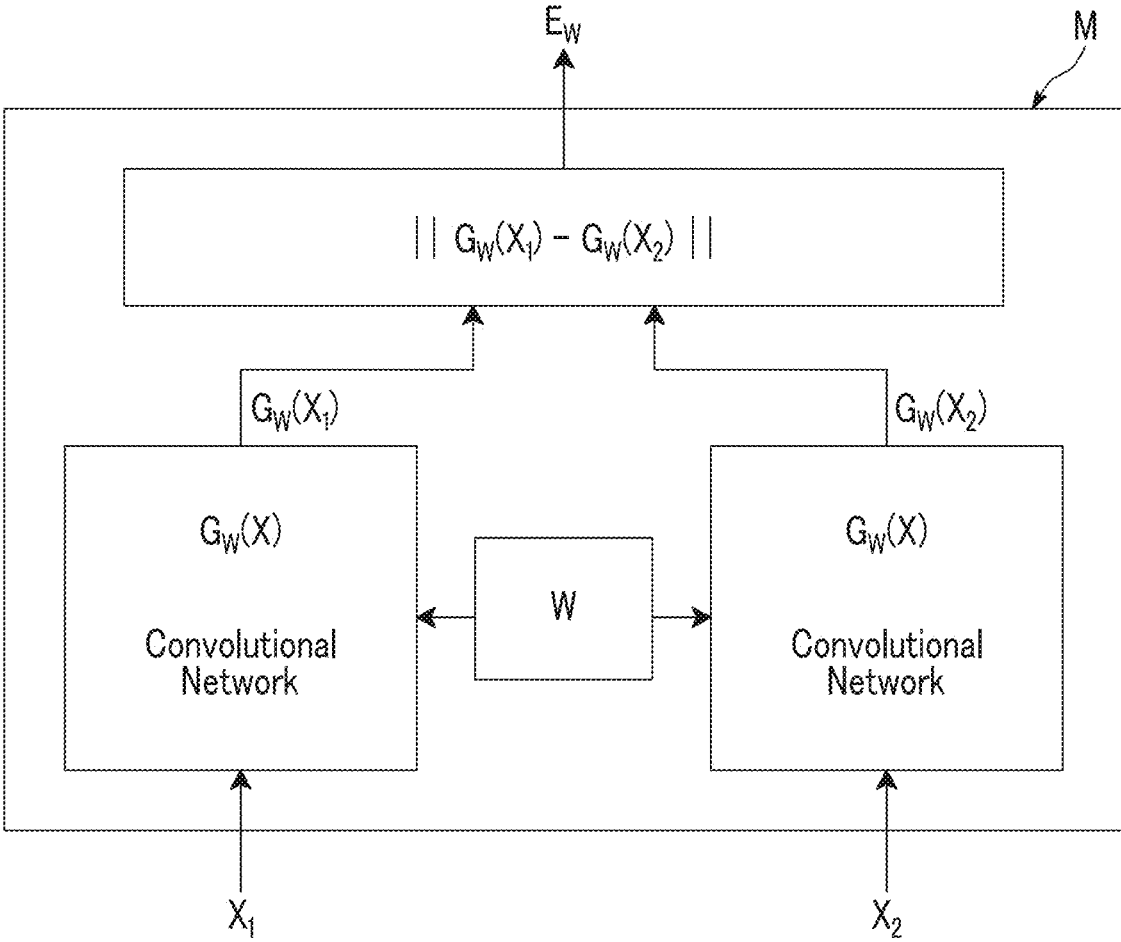 E_W
M
|| G_W(X_1) - G_W(X_2) ||
G_W(X_1)
G_W(X_2)
G_W(X)
Convolutional
Network
W
G_W(X)
Convolutional
Network
X_1
X_2